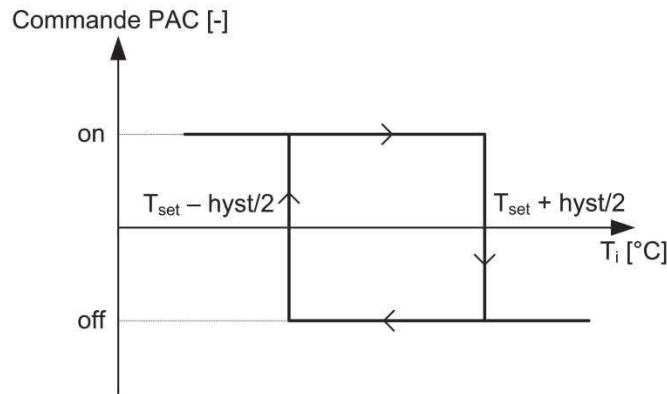 Commande PAC [-]
on
T_set – hyst/2
T_set + hyst/2
T_i [°C]
off